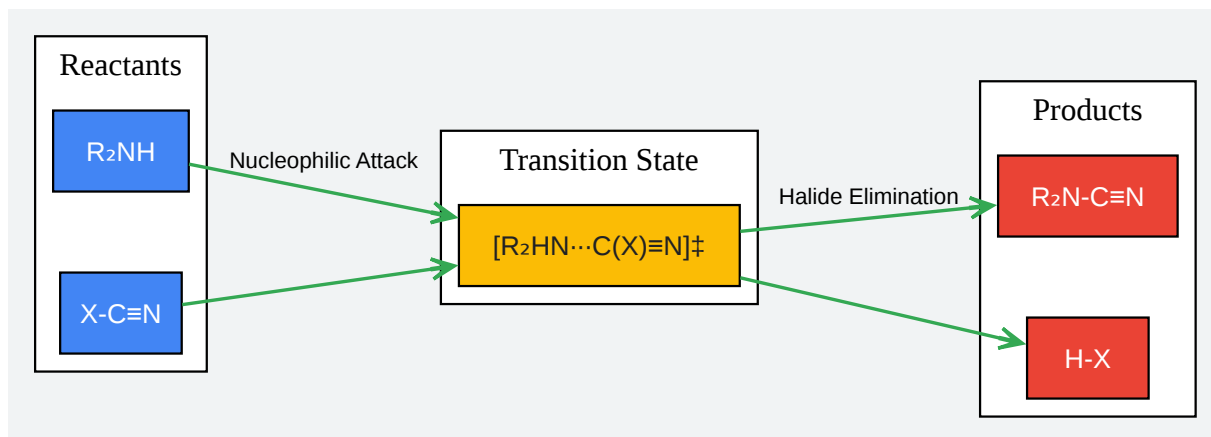 Reactants
R₂NH
X-C≡N
Nucleophilic Attack
Transition State
[R₂HN···C(X)≡N]‡
Halide Elimination
Products
R₂N-C≡N
H-X